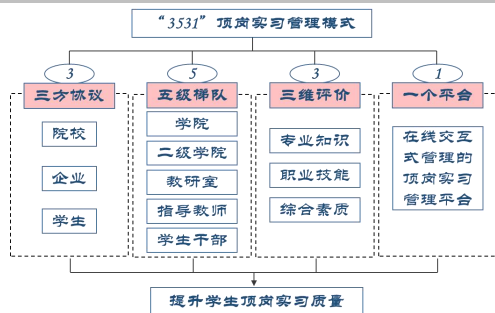 “3531”顶岗实习管理模式
3
5
3
1
三方协议
五级梯队
三维评价
一个平台
院校
企业
学生
学院
二级学院
教研室
指导教师
学生干部
专业知识
职业技能
综合素质
在线交互
式管理的
顶岗实习
管理平台
提升学生顶岗实习质量